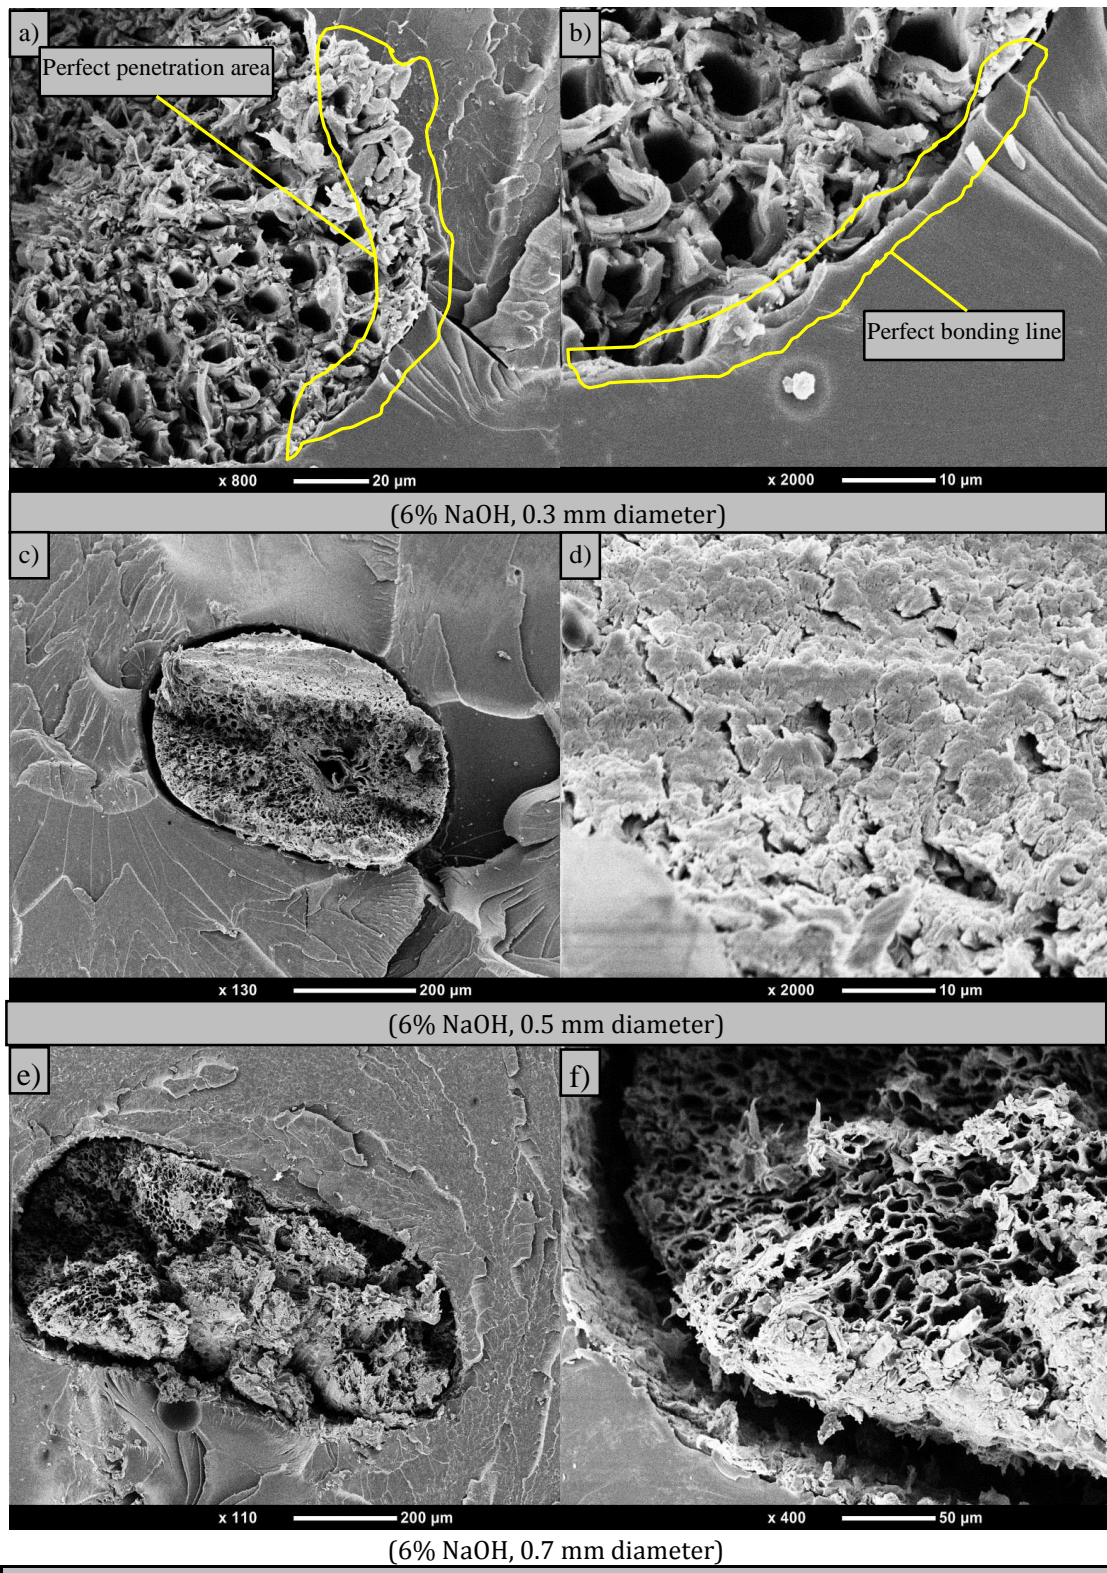 a)
Perfect penetration area
b)
Perfect bonding line
x 800 20 µm
x 2000 10 µm
(6% NaOH, 0.3 mm diameter)
c)
d)
x 130 200 µm
x 2000 10 µm
(6% NaOH, 0.5 mm diameter)
e)
f)
x 110 200 µm
x 400 50 µm
(6% NaOH, 0.7 mm diameter)